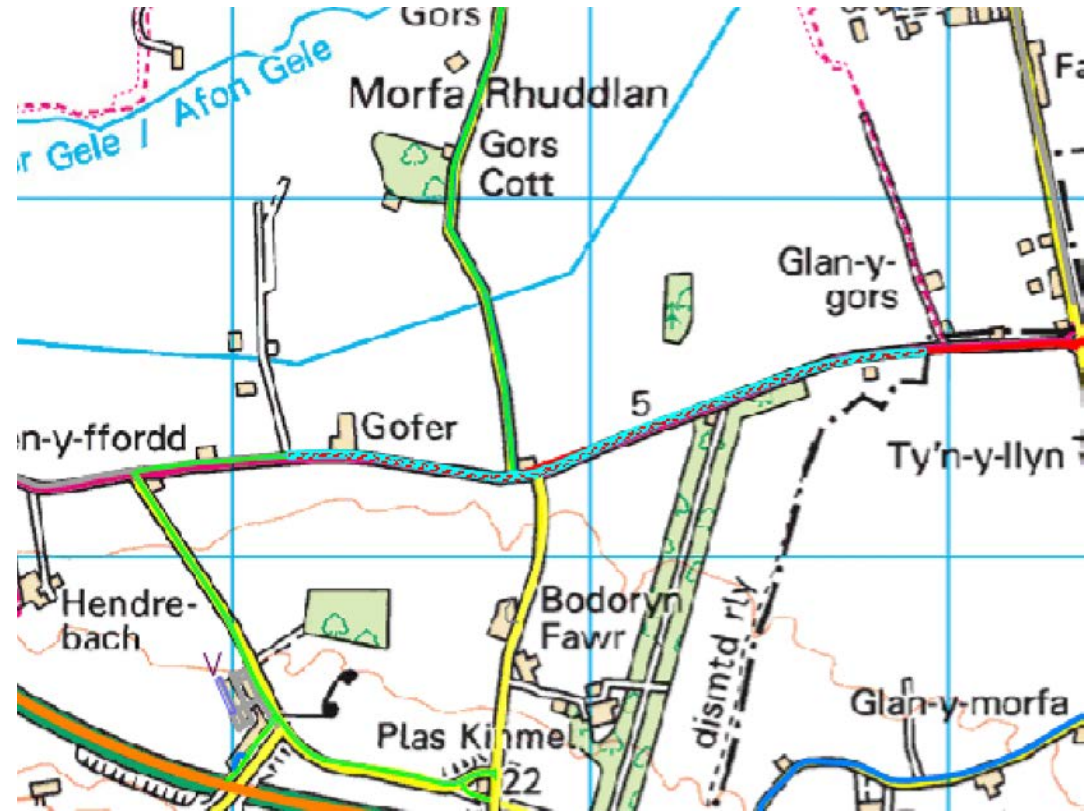 Gors
Fa
Morfa Rhuddlan
r Gele / Afon Gele
Gors
Cott
Glan-y-
gors
5
n-y-ffordd
Gofer
Ty'n-y-llyn
Hendre-
bach
Bodoryn
Fawr
dismtd rly
V
Glan-y-morfa
Plas Kinmel
22